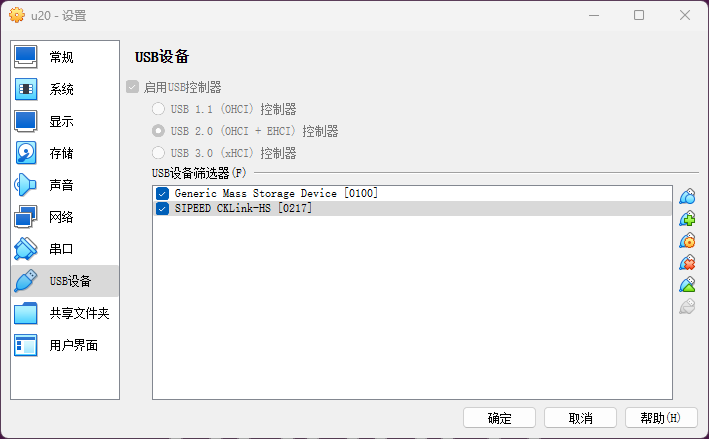 u20 - 设置
常规
系统
显示
存储
声音
网络
串口
USB设备
共享文件夹
用户界面
USB设备
启用USB控制器
USB 1.1 (OHCI) 控制器
USB 2.0 (OHCI + EHCI) 控制器
USB 3.0 (xHCI) 控制器
USB设备筛选器(F)
Generic Mass Storage Device [0100]
SIPEED CKLink-HS [0217]
确定
取消
帮助(H)